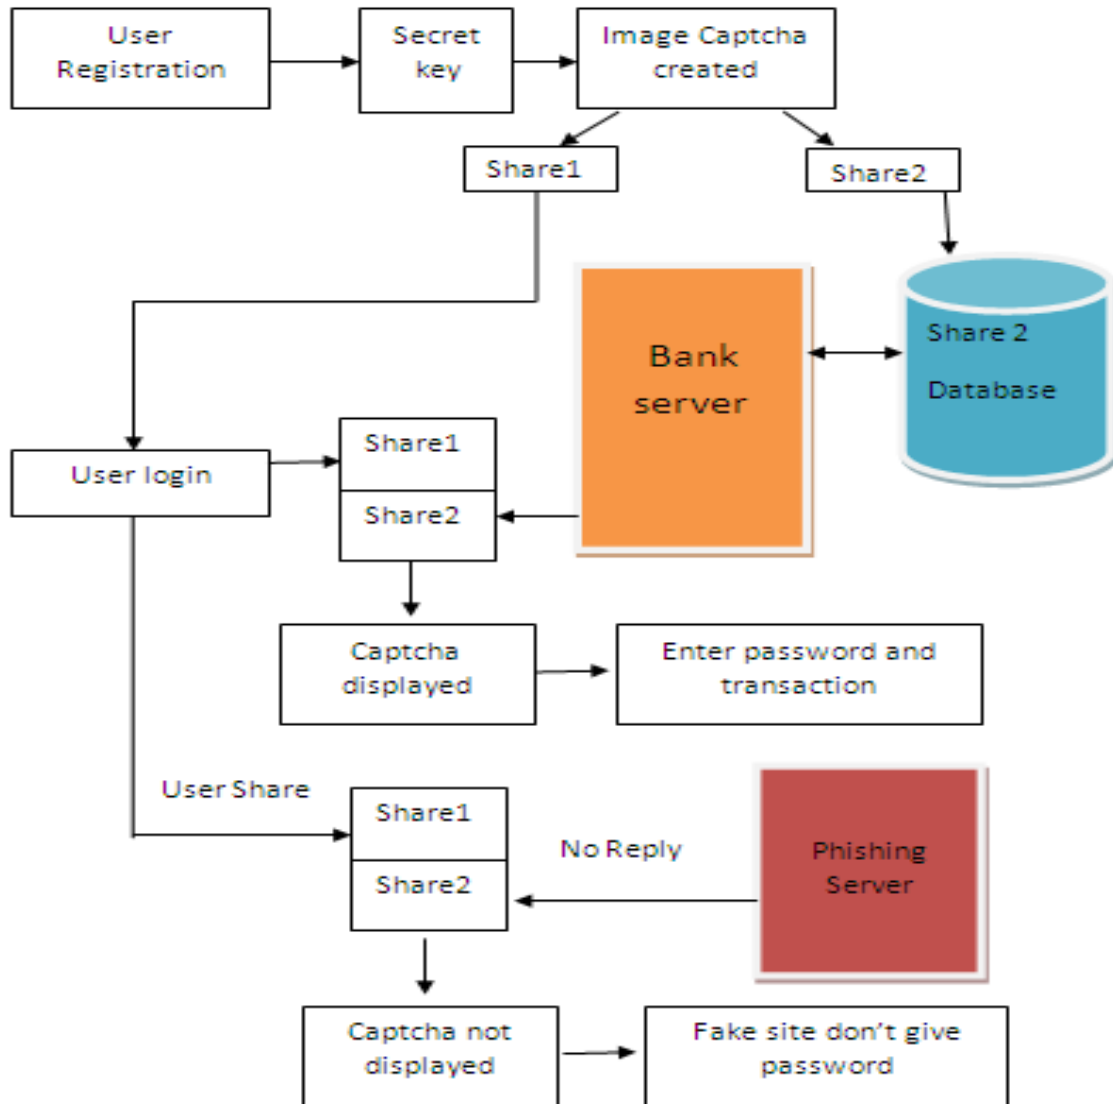 User
Registration
Secret
key
Image Captcha
created
Share1
Share2
Bank
server
Share 2
Database
User login
Share1
Share2
Captcha
displayed
Enter password and
transaction
User Share
Share1
Share2
No Reply
Phishing
Server
Captcha not
displayed
Fake site don't give
password